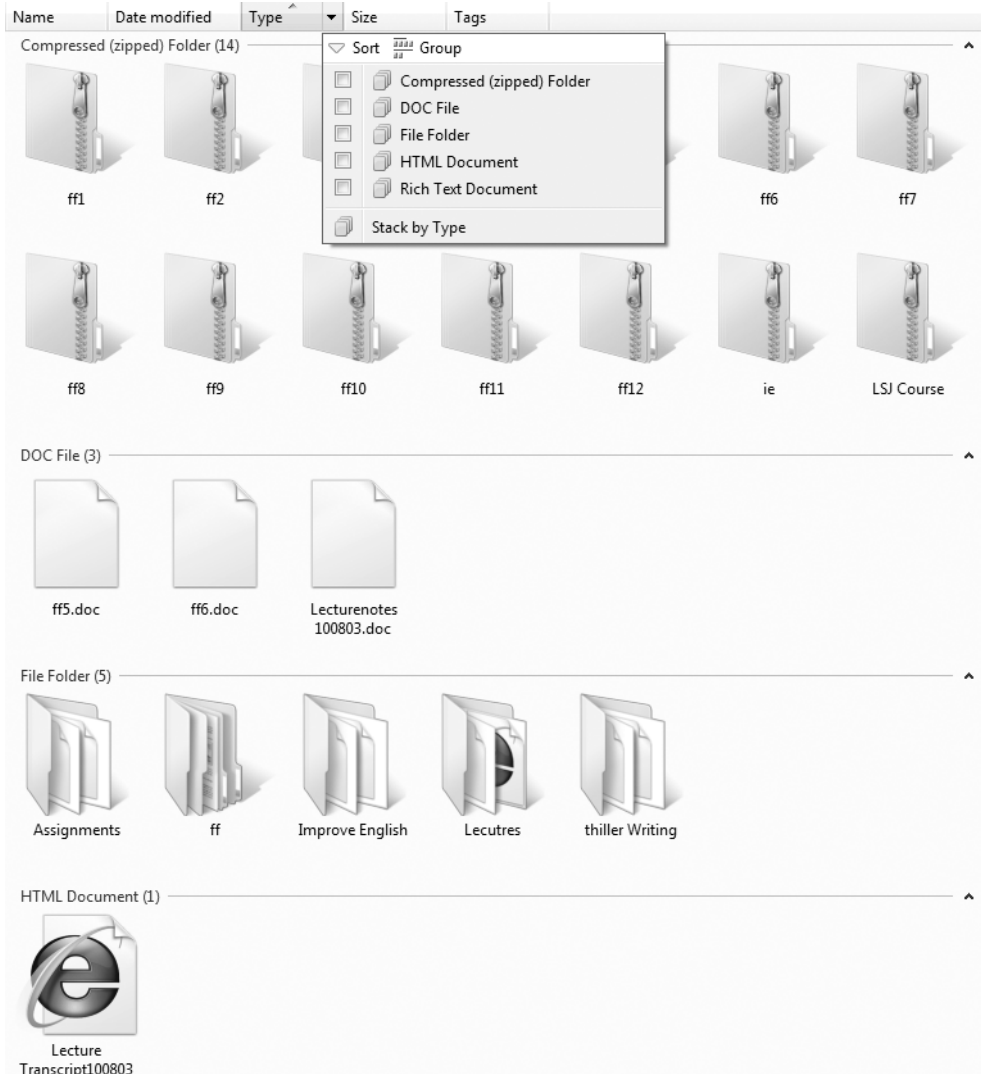 Name Date modified Type Size Tags
Compressed (zipped) Folder (14)
Sort Group
Compressed (zipped) Folder
DOC File
File Folder
HTML Document
Rich Text Document
Stack by Type
ff1 ff2 ff6 ff7
ff8 ff9 ff10 ff11 ff12 ie LSJ Course
DOC File (3)
ff5.doc ff6.doc Lecturenotes
100803.doc
File Folder (5)
Assignments ff Improve English Lecutres thiller Writing
HTML Document (1)
Lecture
Transcript100803